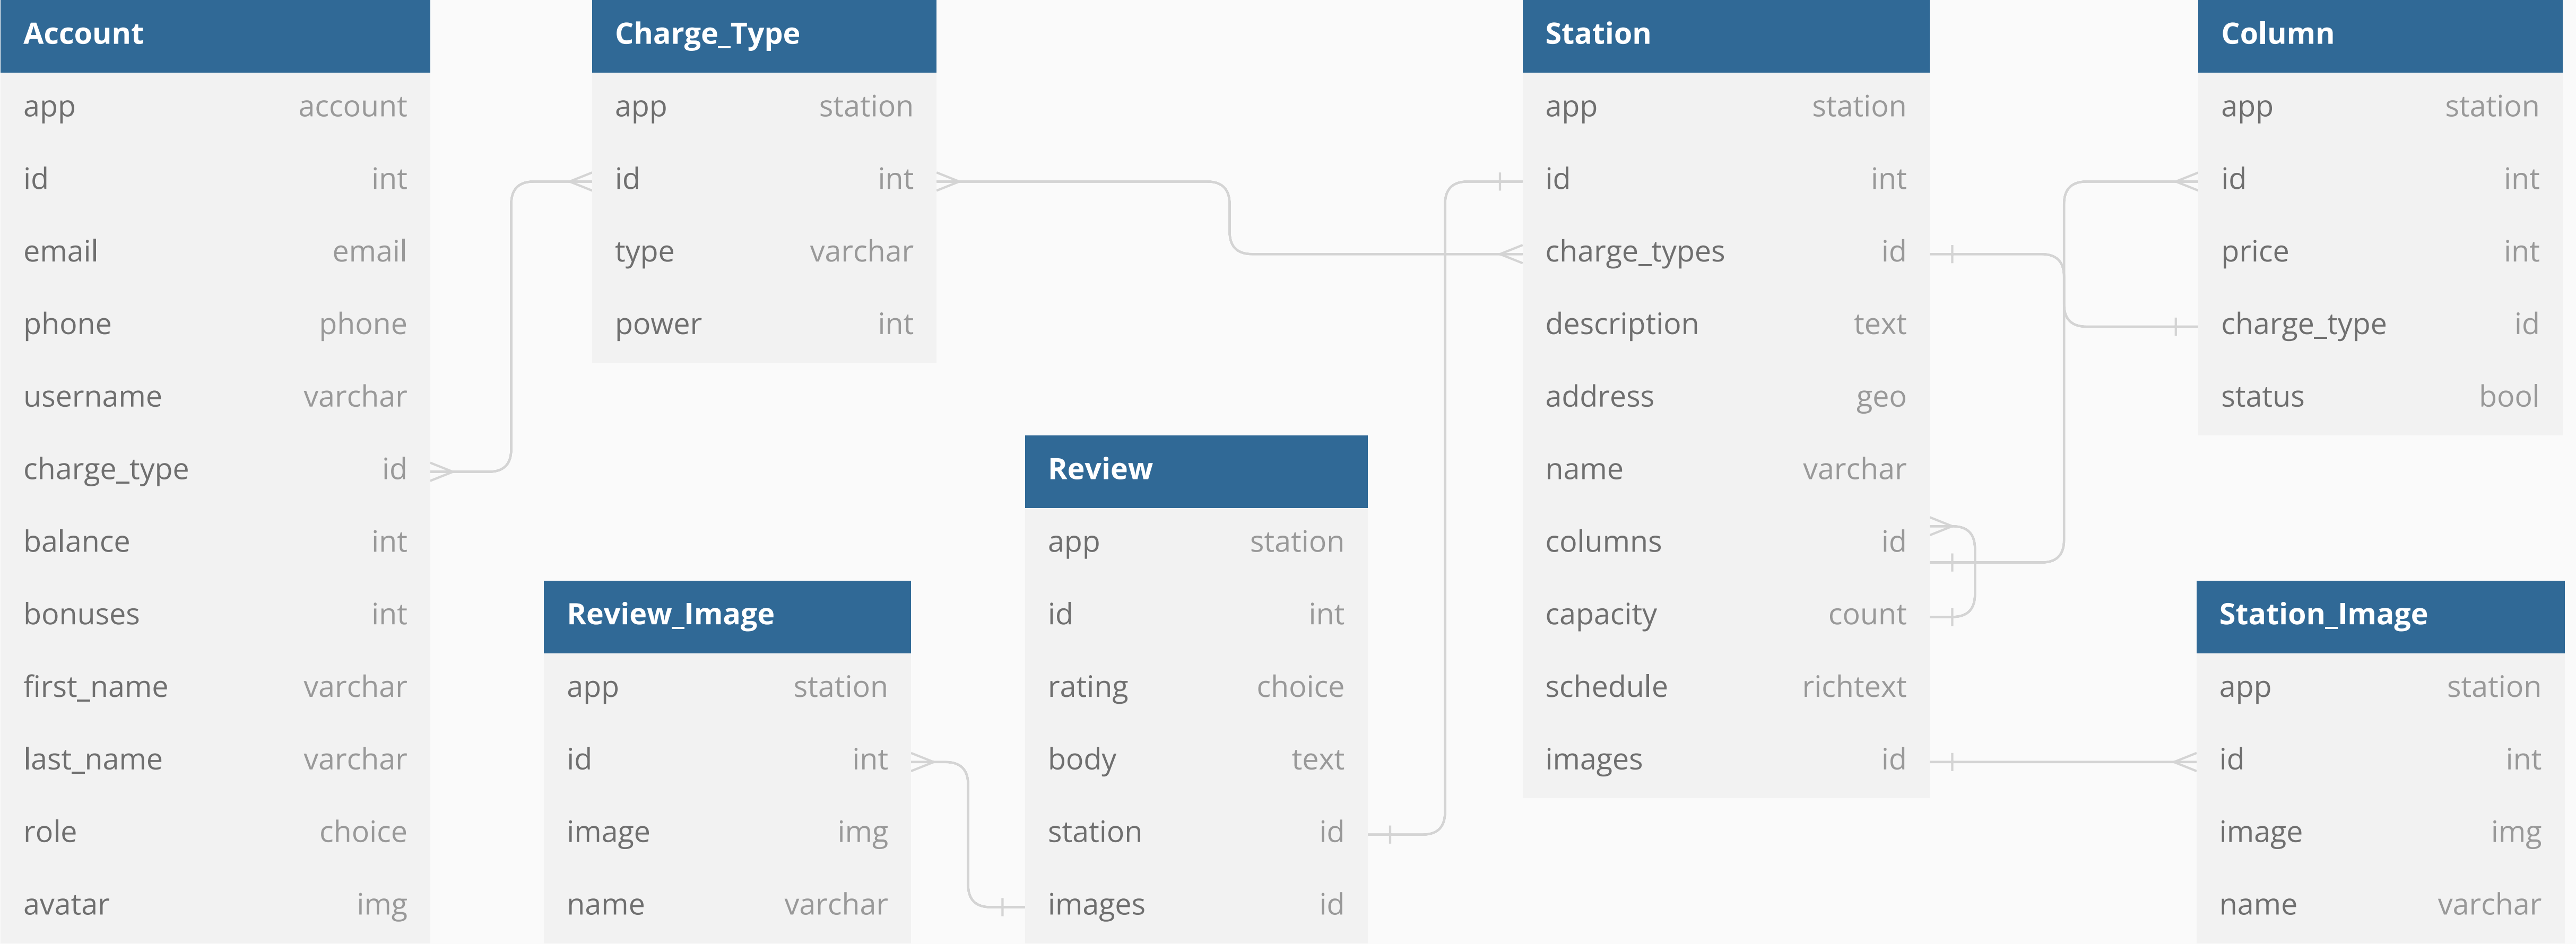 Account
app account
id int
email email
phone phone
username varchar
charge_type id
balance int
bonuses int
first_name varchar
last_name varchar
role choice
avatar img
Charge_Type
app station
id int
type varchar
power int
Review_Image
app station
id int
image img
name varchar
Review
app station
id int
rating choice
body text
station id
images id
Station
app station
id int
charge_types id
description text
address geo
name varchar
columns id
capacity count
schedule richtext
images id
Column
app station
id int
price int
charge_type id
status bool
Station_Image
app station
id int
image img
name varchar